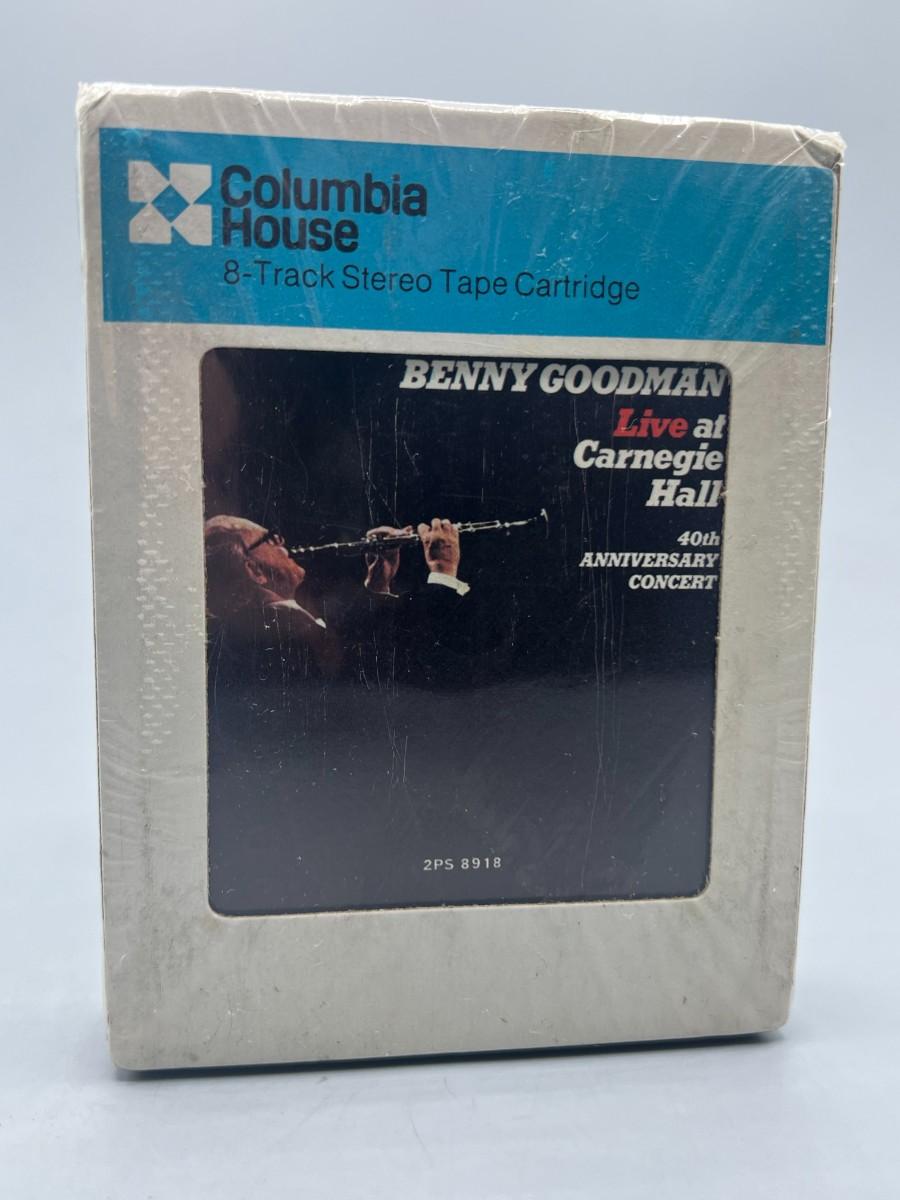 Columbia
House
8-Track Stereo Tape Cartridge
BENNY GOODMAN
Live at
Carnegie
Hall
40th
ANNIVERSARY
CONCERT
2PS 8918